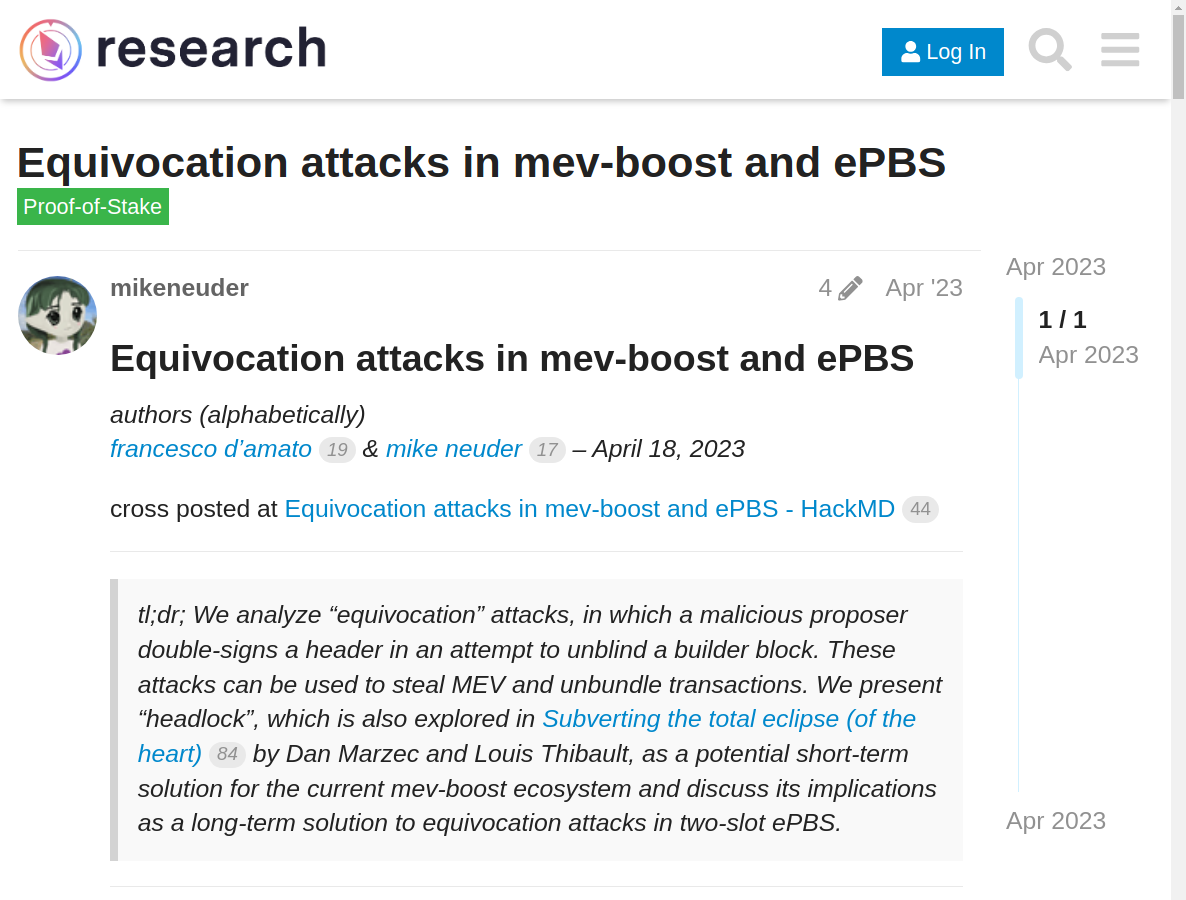 research
Log In
Equivocation attacks in mev-boost and ePBS
Proof-of-Stake
mikeneuder
4
Apr '23
Equivocation attacks in mev-boost and ePBS
authors (alphabetically)
francesco d’amato 19 & mike neuder 17 – April 18, 2023
cross posted at Equivocation attacks in mev-boost and ePBS - HackMD 44
tl;dr; We analyze “equivocation” attacks, in which a malicious proposer
double-signs a header in an attempt to unblind a builder block. These
attacks can be used to steal MEV and unbundle transactions. We present
“headlock”, which is also explored in Subverting the total eclipse (of the
heart) 84 by Dan Marzec and Louis Thibault, as a potential short-term
solution for the current mev-boost ecosystem and discuss its implications
as a long-term solution to equivocation attacks in two-slot ePBS.
Apr 2023
1 / 1
Apr 2023
Apr 2023